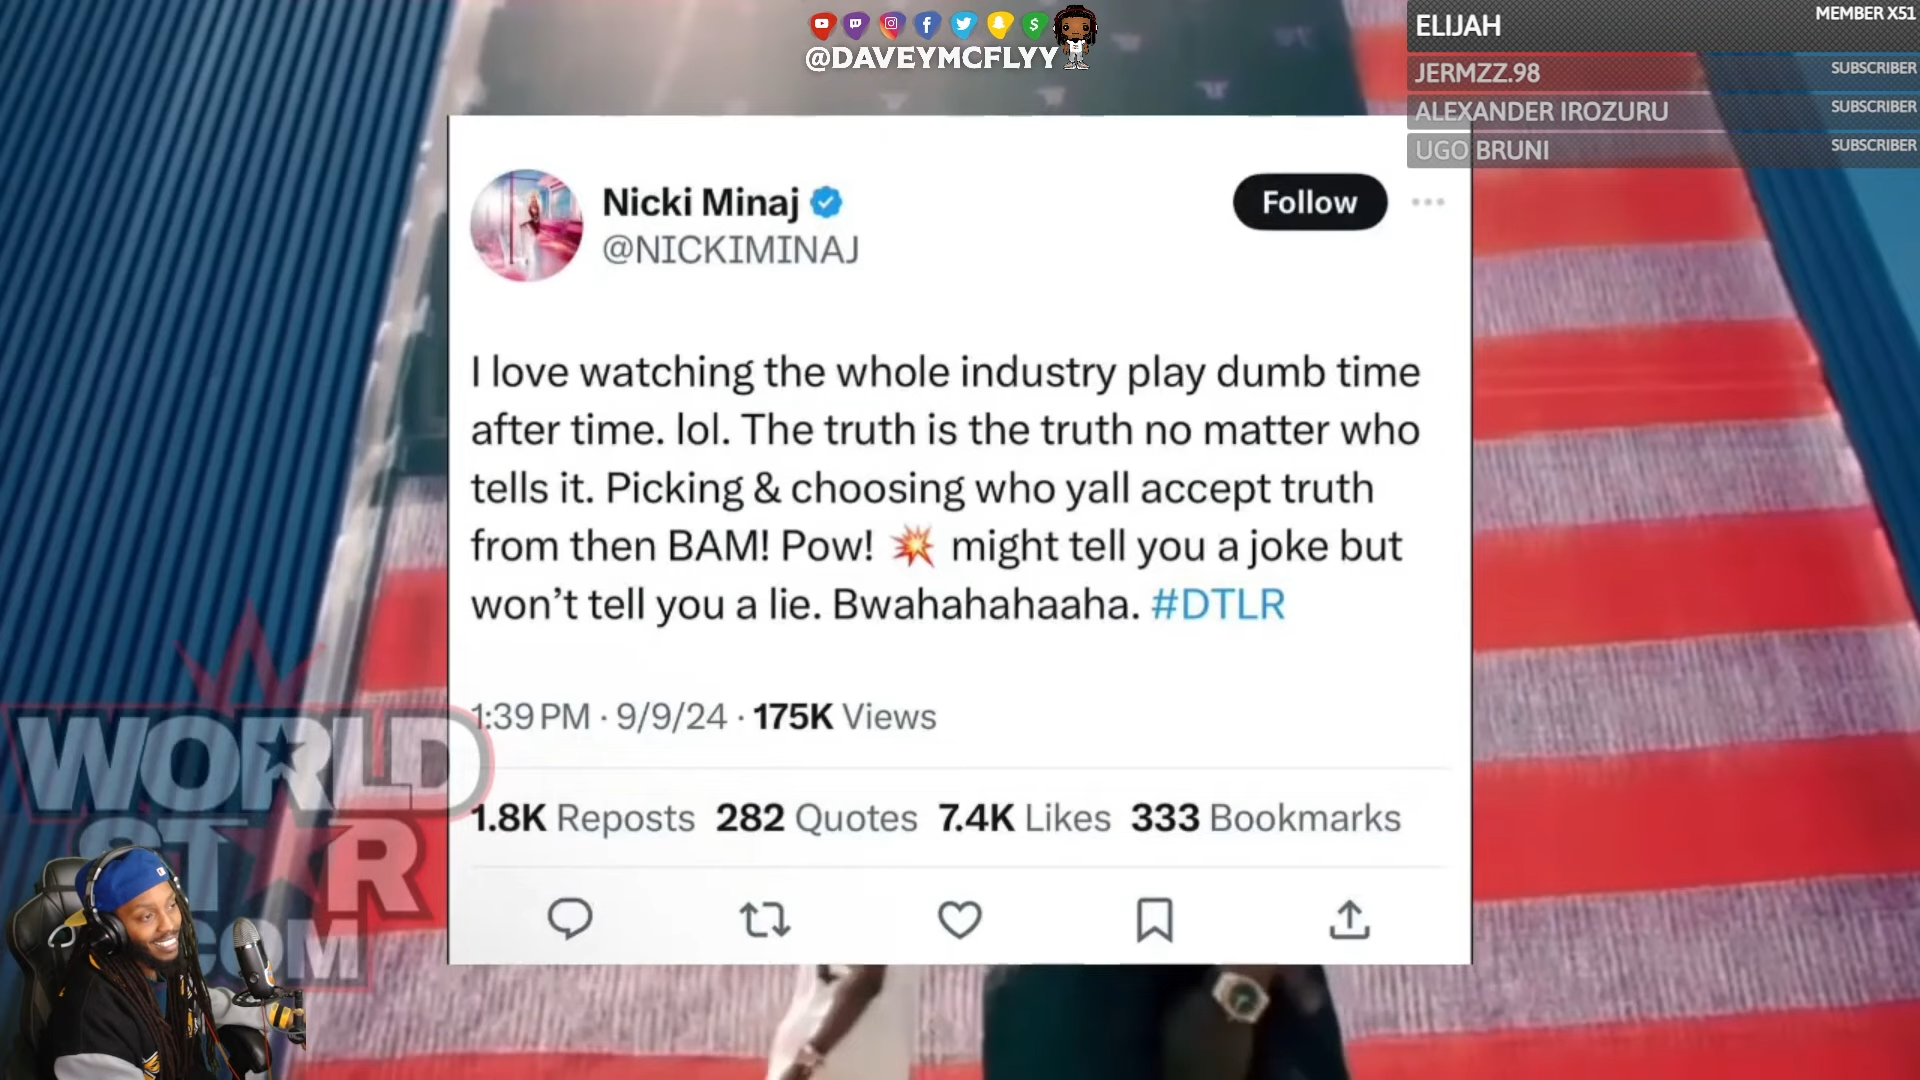 @DAVEYMCFLYY
MEMBER X51
ELIJAH
JERMZZ.98 SUBSCRIBER
ALEXANDER IROZURU SUBSCRIBER
UGO BRUNI SUBSCRIBER
Nicki Minaj
@NICKIMINAJ
Follow
I love watching the whole industry play dumb time
after time. lol. The truth is the truth no matter who
tells it. Picking & choosing who yall accept truth
from then BAM! Pow! 💥 might tell you a joke but
won’t tell you a lie. Bwahahahaaha. #DTLR
1:39 PM · 9/9/24 · 175K Views
1.8K Reposts 282 Quotes 7.4K Likes 333 Bookmarks
WORLD
STAR
.COM